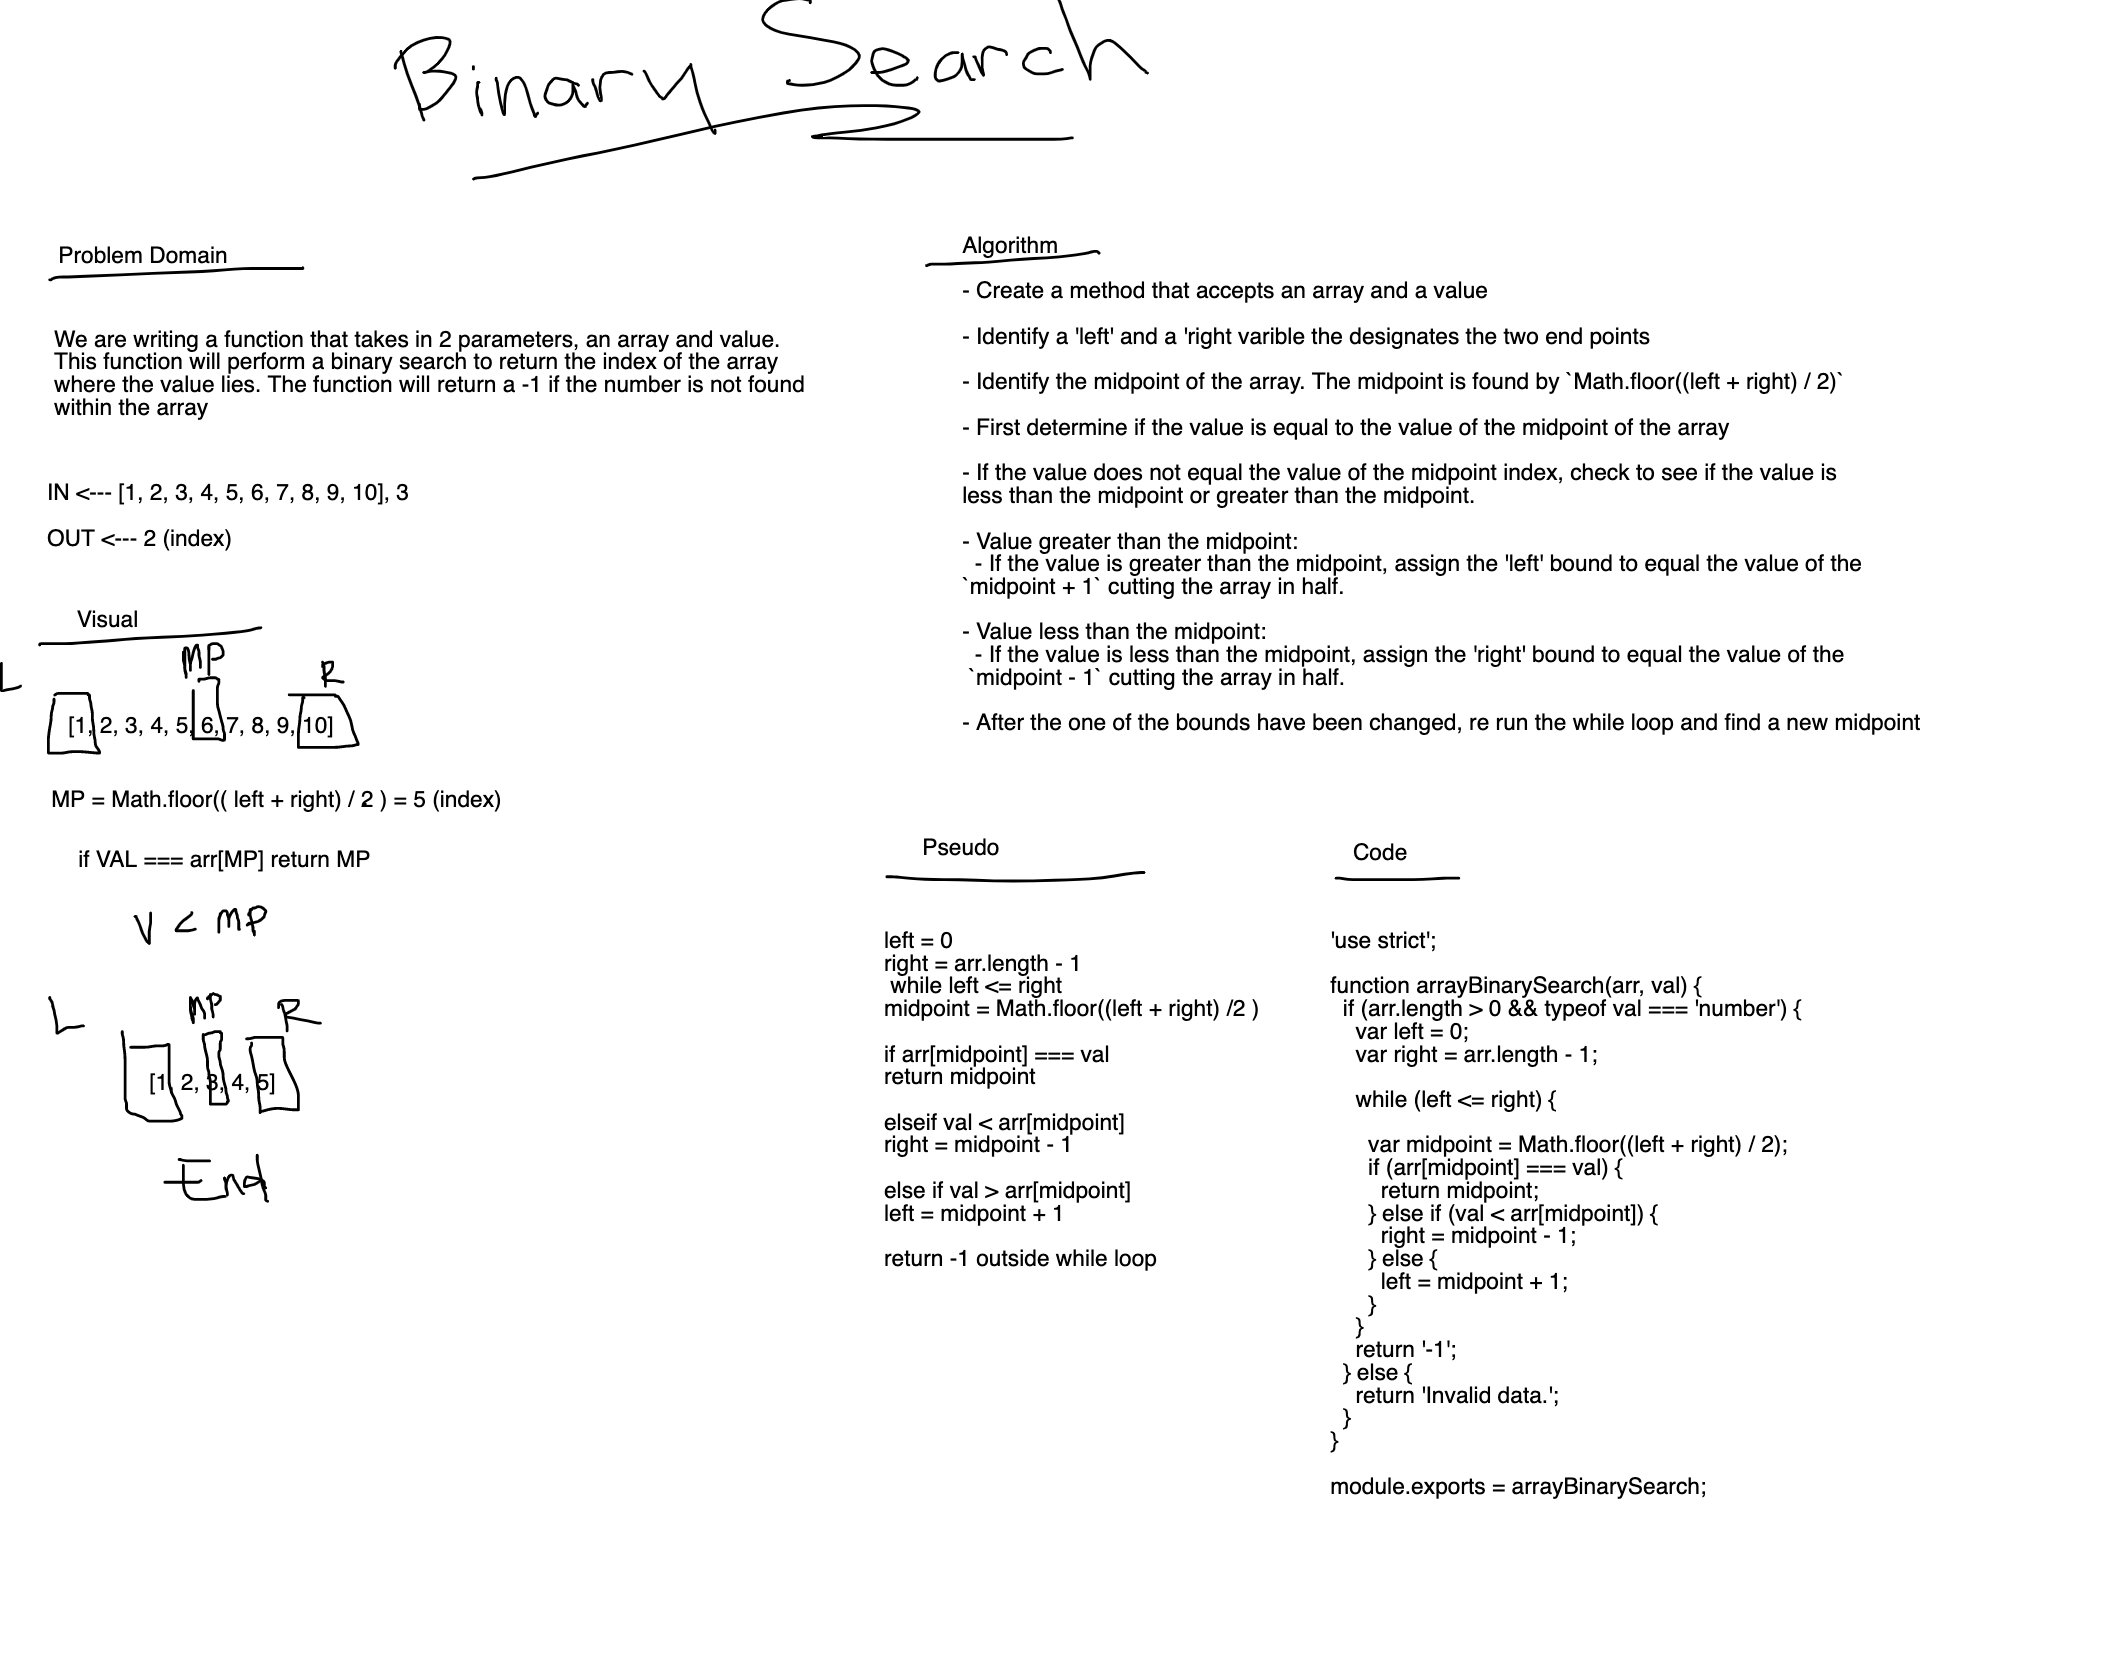 Binary Search
Problem Domain
We are writing a function that takes in 2 parameters, an array and value.
This function will perform a binary search to return the index of the array
where the value lies. The function will return a -1 if the number is not found
within the array
IN <--- [1, 2, 3, 4, 5, 6, 7, 8, 9, 10], 3
OUT <--- 2 (index)
Visual
L MP R
[1, 2, 3, 4, 5, 6, 7, 8, 9, 10]
MP = Math.floor(( left + right) / 2 ) = 5 (index)
if VAL === arr[MP] return MP
V < MP
L MP R
[1, 2, 3, 4, 5]
End
Algorithm
- Create a method that accepts an array and a value
- Identify a 'left' and a 'right varible the designates the two end points
- Identify the midpoint of the array. The midpoint is found by `Math.floor((left + right) / 2)`
- First determine if the value is equal to the value of the midpoint of the array
- If the value does not equal the value of the midpoint index, check to see if the value is
less than the midpoint or greater than the midpoint.
- Value greater than the midpoint:
- If the value is greater than the midpoint, assign the 'left' bound to equal the value of the
`midpoint + 1` cutting the array in half.
- Value less than the midpoint:
- If the value is less than the midpoint, assign the 'right' bound to equal the value of the
`midpoint - 1` cutting the array in half.
- After the one of the bounds have been changed, re run the while loop and find a new midpoint
Pseudo
left = 0
right = arr.length - 1
while left <= right
midpoint = Math.floor((left + right) /2 )
if arr[midpoint] === val
return midpoint
elseif val < arr[midpoint]
right = midpoint - 1
else if val > arr[midpoint]
left = midpoint + 1
return -1 outside while loop
Code
'use strict';
function arrayBinarySearch(arr, val) {
if (arr.length > 0 && typeof val === 'number') {
var left = 0;
var right = arr.length - 1;
while (left <= right) {
var midpoint = Math.floor((left + right) / 2);
if (arr[midpoint] === val) {
return midpoint;
} else if (val < arr[midpoint]) {
right = midpoint - 1;
} else {
left = midpoint + 1;
}
}
return '-1';
} else {
return 'Invalid data.';
}
}
module.exports = arrayBinarySearch;